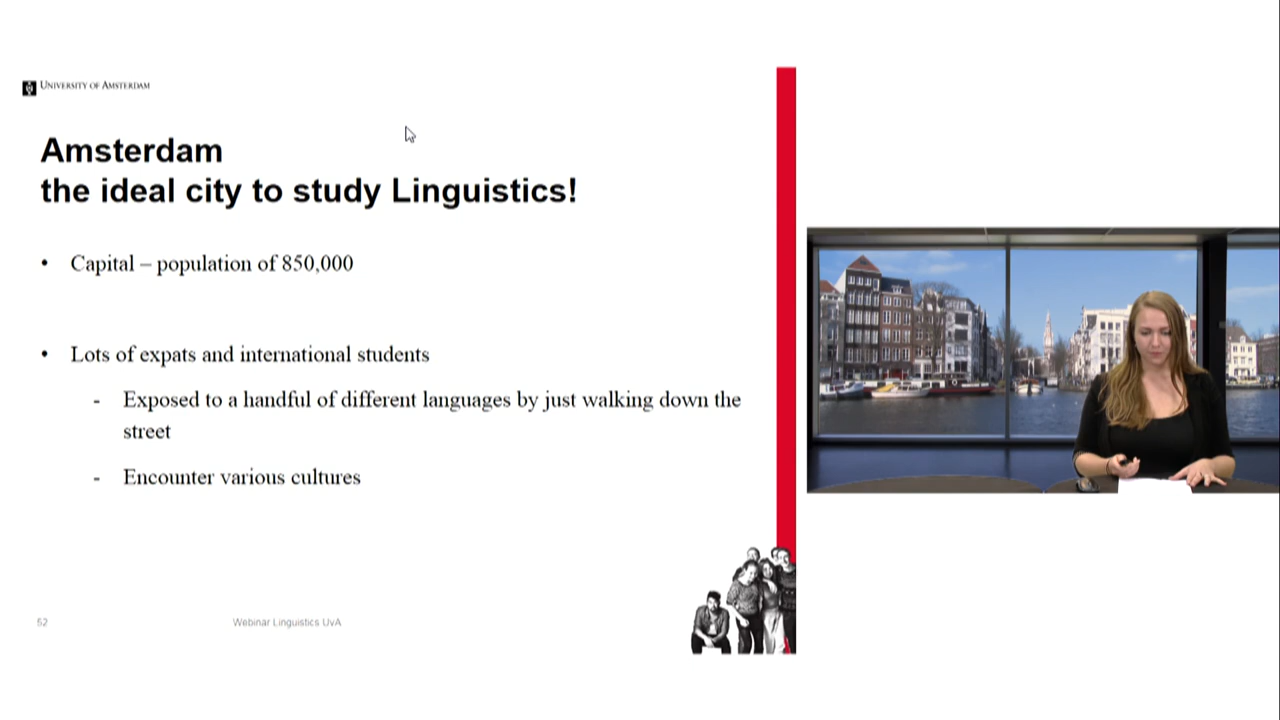 UNIVERSITY OF AMSTERDAM
Amsterdam
the ideal city to study Linguistics!
• Capital – population of 850,000
• Lots of expats and international students
- Exposed to a handful of different languages by just walking down the
street
- Encounter various cultures
52 Webinar Linguistics UvA